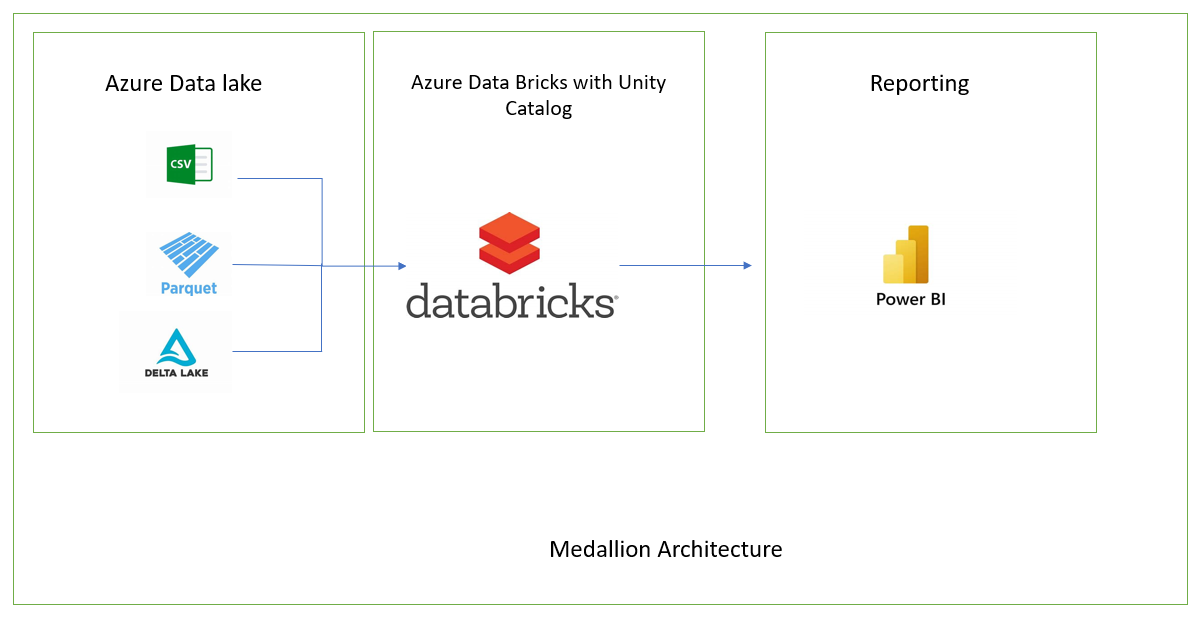 Azure Data lake
Azure Data Bricks with Unity
Catalog
Reporting
CSV
Parquet
DELTA LAKE
databricks
Power BI
Medallion Architecture